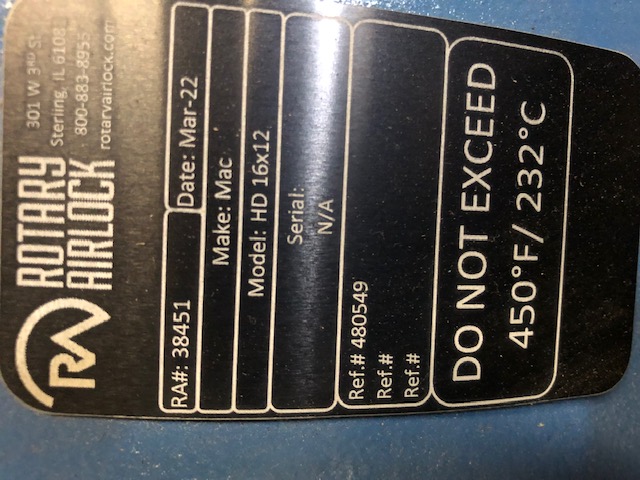 RA
ROTARY
AIRLOCK
301 W 3RD St
Sterling, IL 61081
800-883-8955
rotaryairlock.com
RA#: 38451
Date: Mar-22
Make: Mac
Model: HD 16x12
Serial:
N/A
Ref.# 480549
Ref.#
Ref.#
DO NOT EXCEED
450°F/ 232°C